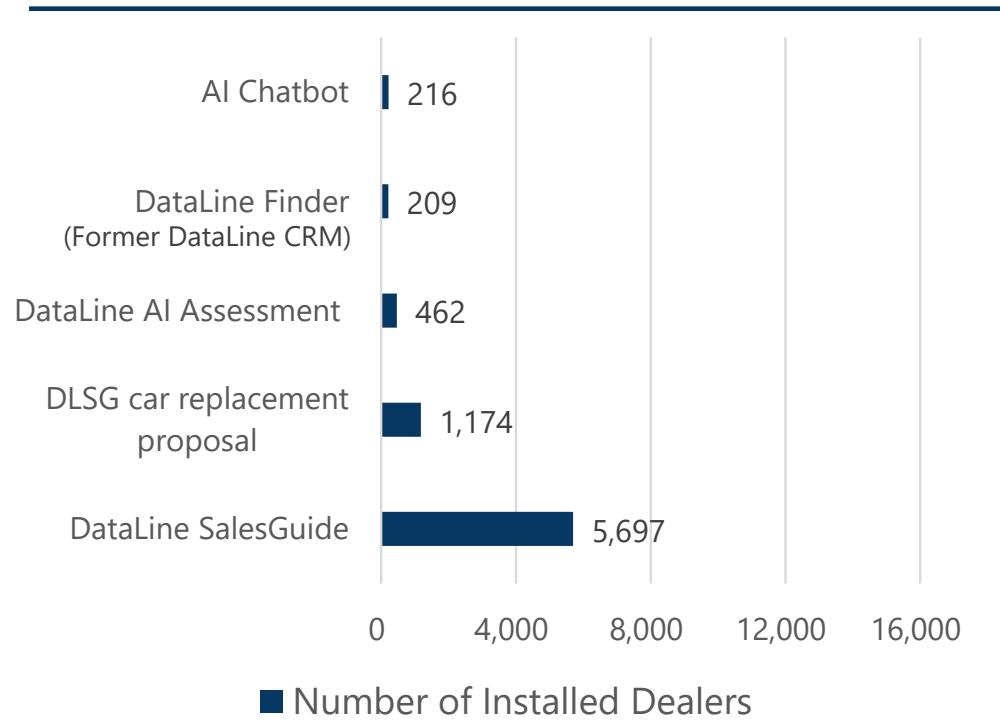 AI Chatbot
216
DataLine Finder
(Former DataLine CRM)
209
DataLine AI Assessment
462
DLSG car replacement
proposal
1,174
DataLine SalesGuide
5,697
0 4,000 8,000 12,000 16,000
Number of Installed Dealers